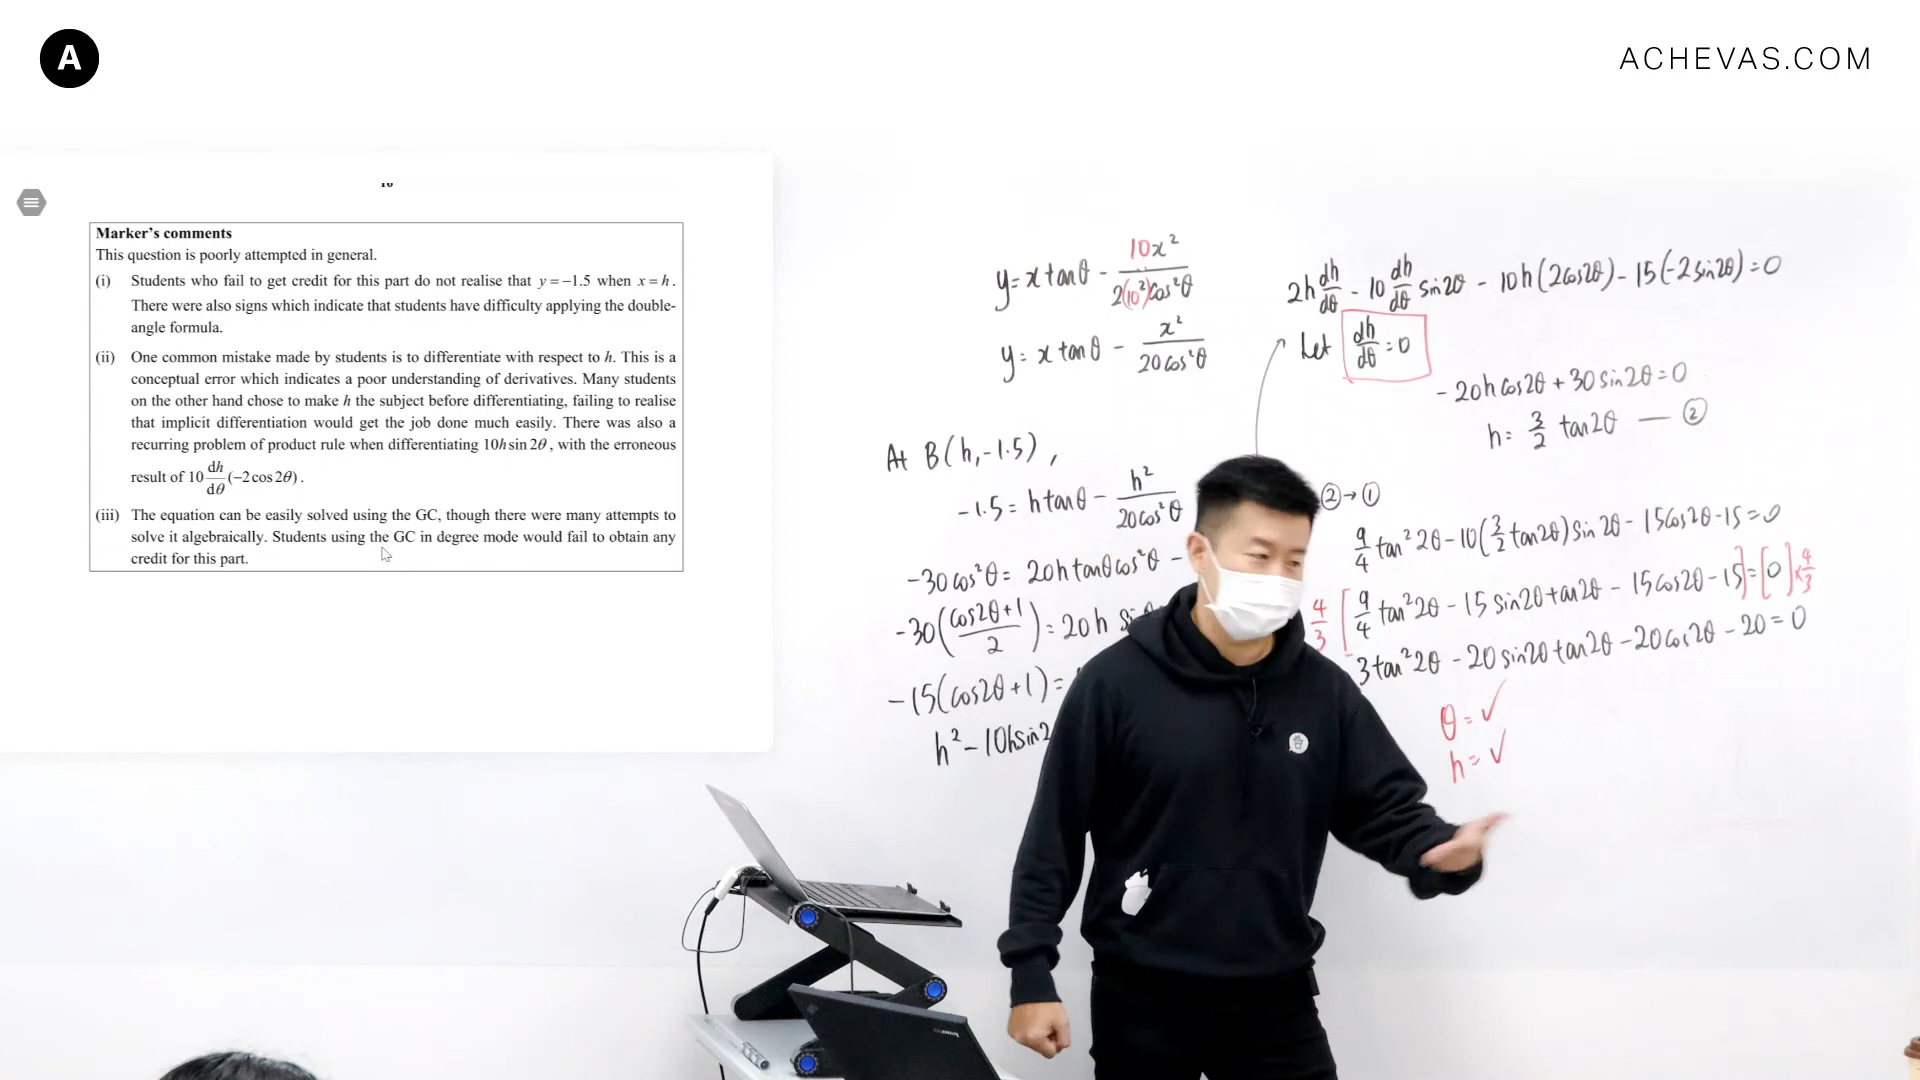 A
ACHEVAS.COM
Marker's comments
This question is poorly attempted in general.
(i) Students who fail to get credit for this part do not realise that y = −1.5 when x = h.
There were also signs which indicate that students have difficulty applying the double-
angle formula.
(ii) One common mistake made by students is to differentiate with respect to h. This is a
conceptual error which indicates a poor understanding of derivatives. Many students
on the other hand chose to make h the subject before differentiating, failing to realise
that implicit differentiation would get the job done much easily. There was also a
recurring problem of product rule when differentiating 10h sin 2θ, with the erroneous
result of 10 dh/dθ (−2 cos 2θ).
(iii) The equation can be easily solved using the GC, though there were many attempts to
solve it algebraically. Students using the GC in degree mode would fail to obtain any
credit for this part.
y = x tanθ − 10x²/2(10²)cos²θ
y = x tanθ − x²/20cos²θ
At B(h, −1.5),
−1.5 = h tanθ − h²/20cos²θ
−30cos²θ = 20h tanθcos²θ −
−30(cos2θ+1/2) = 20h
−15(cos2θ+1) =
h² − 10hsin2
2h dh/dθ − 10 dh/dθ sin2θ − 10h(2cos2θ) − 15(−2sin2θ) = 0
Let dh/dθ = 0
−20h cos2θ + 30 sin2θ = 0
h = 3/2 tan2θ — ②
② → ①
9/4 tan²2θ − 10(3/2 tan2θ) sin2θ − 15cos2θ − 15 = 0
4/3 [9/4 tan²2θ − 15 sin2θ tan2θ − 15cos2θ − 15] = [0] × 4/3
3tan²2θ − 20 sin2θ tan2θ − 20cos2θ − 20 = 0
θ = ✓
h = ✓